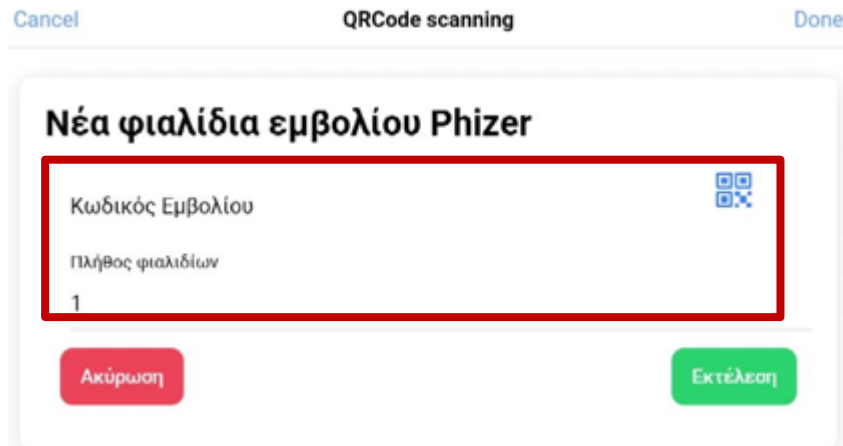 Cancel QRCode scanning Done
Νέα φιαλίδια εμβολίου Phizer
Κωδικός Εμβολίου
Πλήθος φιαλιδίων
1
Ακύρωση Εκτέλεση